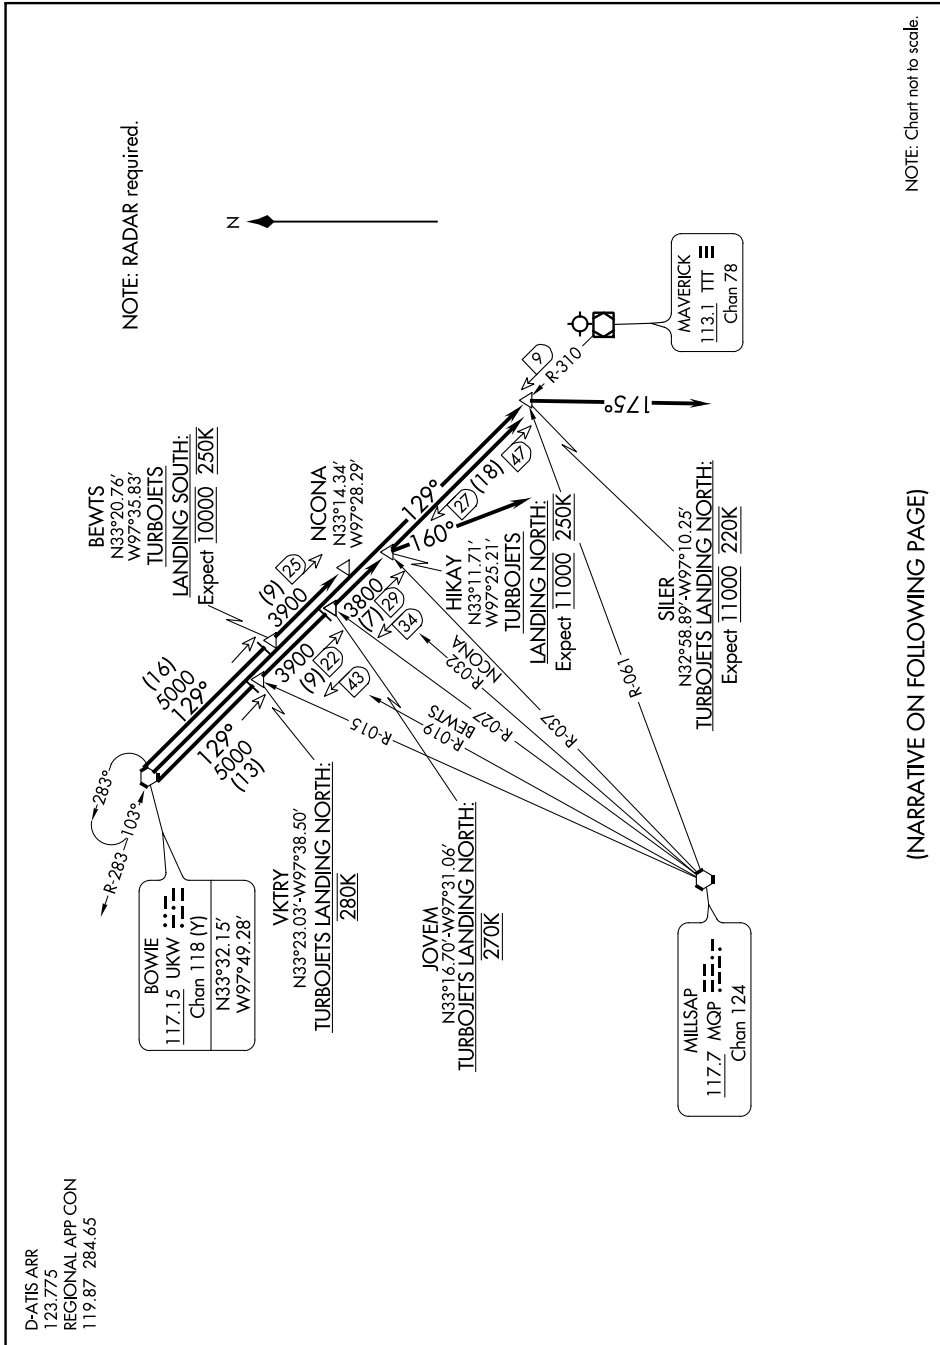 D-ATIS ARR
123.775
REGIONAL APP CON
119.87 284.65
NOTE: RADAR required.
N
R-283
103°
283°
BOWIE
117.15 UKW
Chan 118 (Y)
N33°32.15'
W97°49.28'
(16)
5000
129°
129°
5000
(13)
BEWTS
N33°20.76'
W97°35.83'
TURBOJETS
LANDING SOUTH:
Expect 10000 250K
VKTRY
N33°23.03'-W97°38.50'
TURBOJETS LANDING NORTH:
280K
(9)
3900
25
3900
(9)
22
43
NCONA
N33°14.34'
W97°28.29'
JOVEM
N33°16.70'-W97°31.06'
TURBOJETS LANDING NORTH:
270K
3800
(7)
29
34
HIKAY
N33°11.71'
W97°25.21'
TURBOJETS
LANDING NORTH:
Expect 11000 250K
129°
160°
27
(18)
47
9
R-310
175°
MAVERICK
113.1 TTT
Chan 78
SILER
N32°58.89'-W97°10.25'
TURBOJETS LANDING NORTH:
Expect 11000 220K
R-015
R-019
BEWTS
R-027
R-032
NCONA
R-037
R-061
MILLSAP
117.7 MQP
Chan 124
NOTE: Chart not to scale.
(NARRATIVE ON FOLLOWING PAGE)